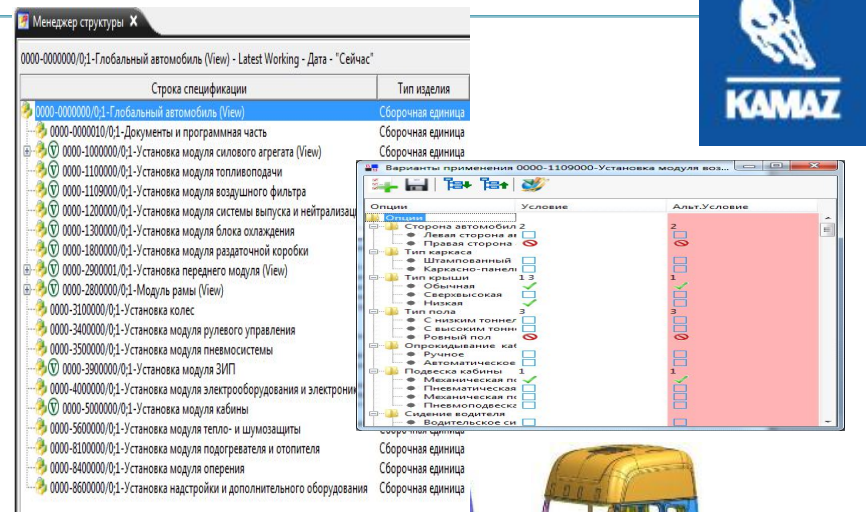 Менеджер структуры
0000-0000000/0;1-Глобальный автомобиль (View) - Latest Working - Дата - "Сейчас"
Строка спецификации Тип изделия
0000-0000000/0;1-Глобальный автомобиль (View) Сборочная единица
0000-0000010/0;1-Документы и программная часть Сборочная единица
0000-1000000/0;1-Установка модуля силового агрегата (View) Сборочная единица
0000-1100000/0;1-Установка модуля топливоподачи
0000-1109000/0;1-Установка модуля воздушного фильтра
0000-1200000/0;1-Установка модуля системы выпуска и нейтрализац
0000-1300000/0;1-Установка модуля блока охлаждения
0000-1800000/0;1-Установка модуля раздаточной коробки
0000-2900001/0;1-Установка переднего модуля (View)
0000-2800000/0;1-Модуль рамы (View)
0000-3100000/0;1-Установка колес
0000-3400000/0;1-Установка модуля рулевого управления
0000-3500000/0;1-Установка модуля пневмосистемы
0000-3900000/0;1-Установка модуля ЗИП
0000-4000000/0;1-Установка модуля электрооборудования и электроник
0000-5000000/0;1-Установка модуля кабины
0000-5600000/0;1-Установка модуля тепло- и шумозащиты Сборочная единица
0000-8100000/0;1-Установка модуля подогревателя и отопителя Сборочная единица
0000-8400000/0;1-Установка модуля оперения Сборочная единица
0000-8600000/0;1-Установка надстройки и дополнительного оборудования Сборочная единица
KAMAZ
Варианты применения 0000-1109000-Установка модуля воз...
Опции Условие Альт.Условие
Опции
Сторона автомобил 2 2
Левая сторона ав
Правая сторона
Тип каркаса
Штампованный
Каркасно-панел
Тип крыши 1 3 1
Обычная
Сверхвысокая
Низкая
Тип пола 3 3
С низким тоннел
С высоким тонн
Ровный пол
Опрокидывание каб
Ручное
Автоматическое
Подвеска кабины 1 1
Механическая по
Пневматическая
Механическая по
Пневмоподвеска
Сидение водителя
Водительское си